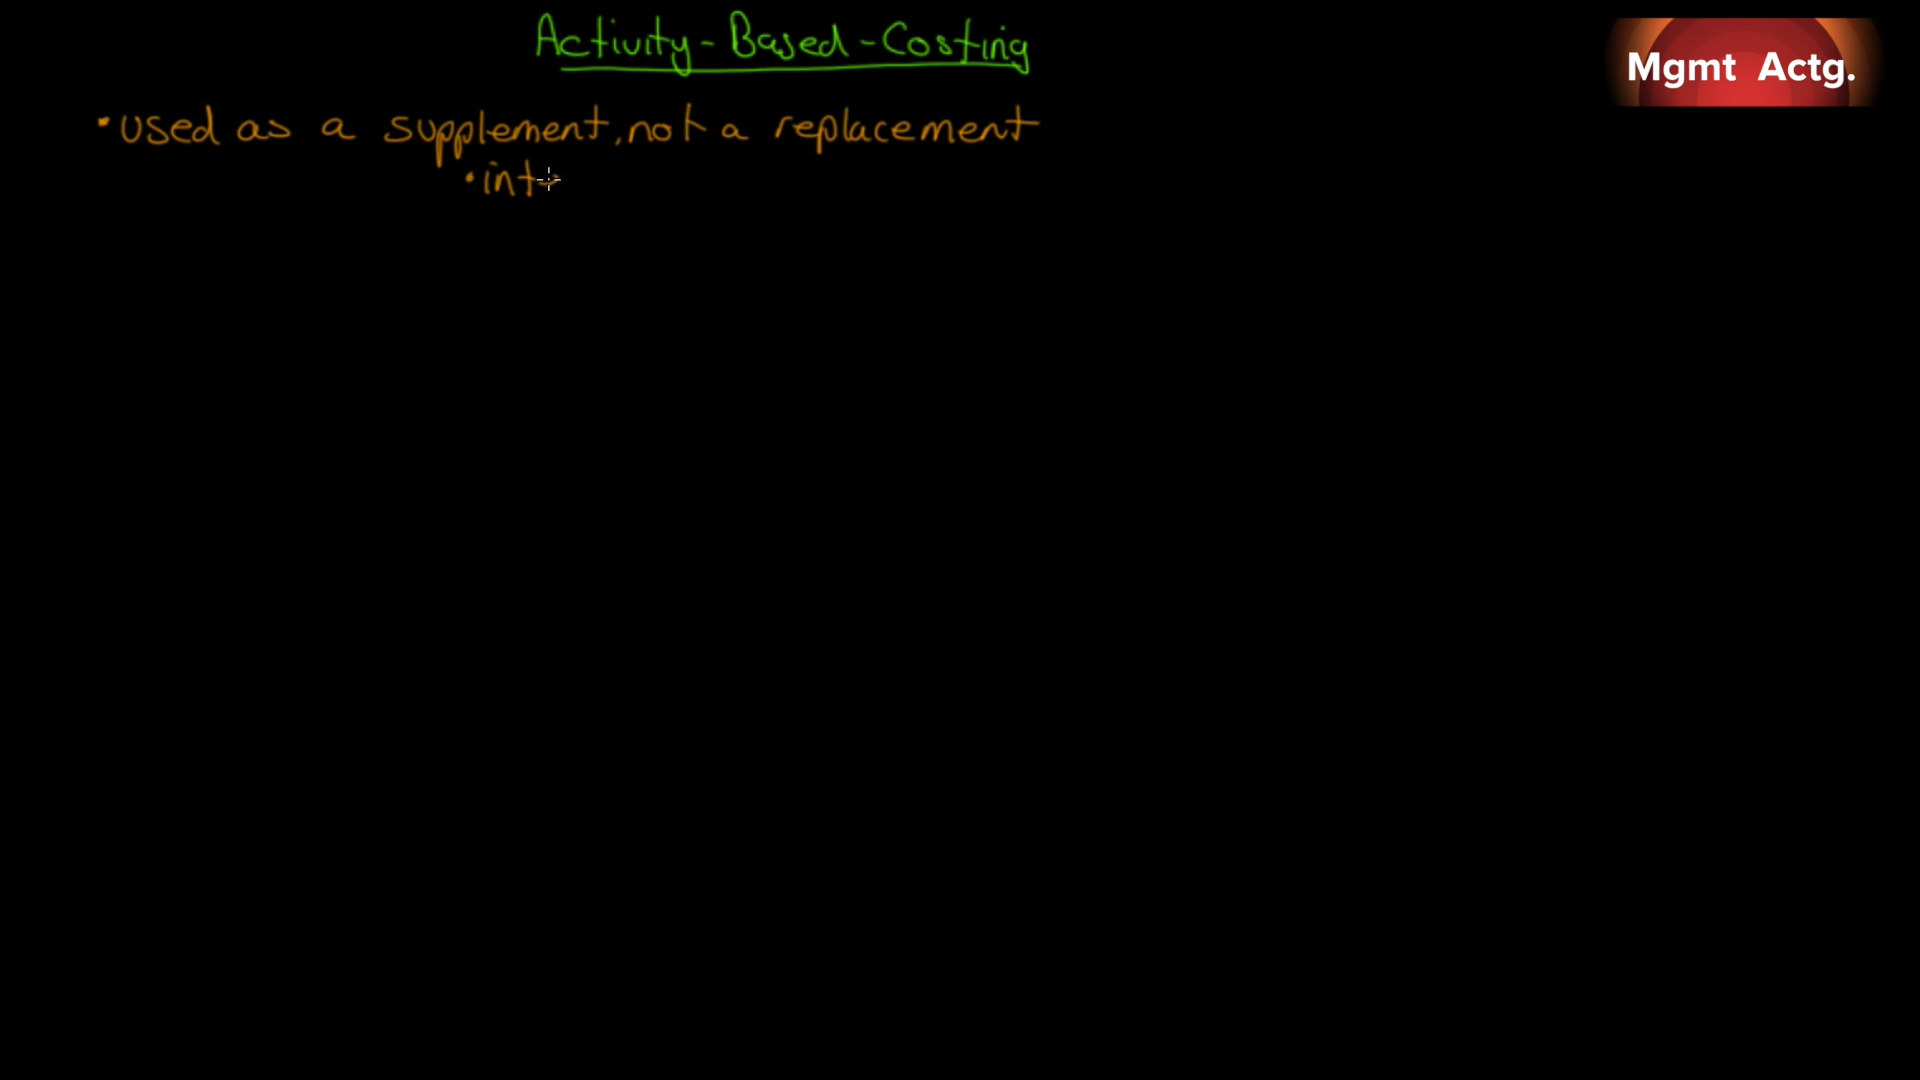 Activity-Based-Costing
Mgmt Actg.
•used as a supplement, not a replacement
•int